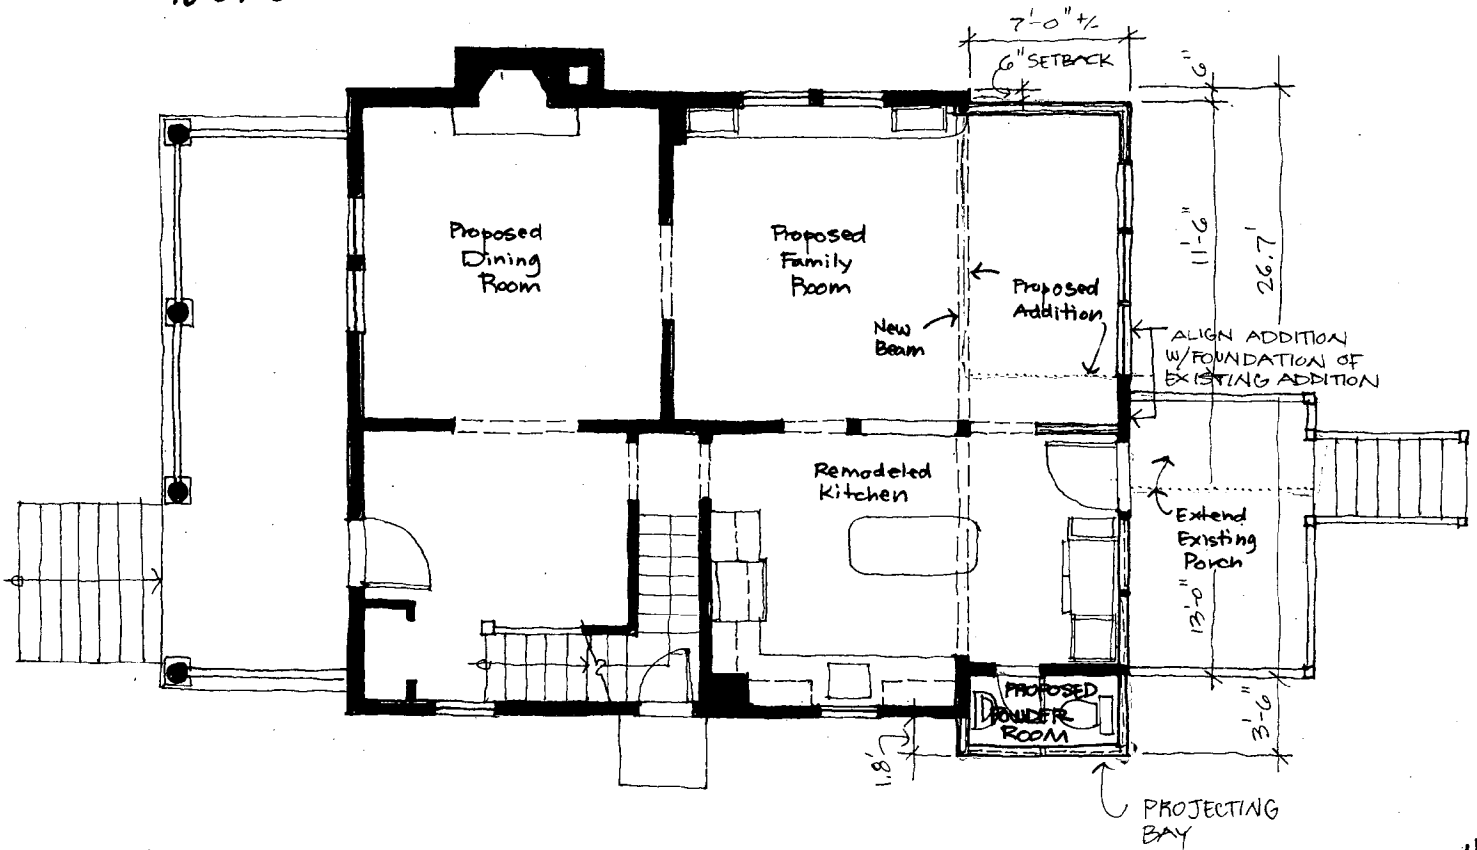 7'-0" +/-
6" SETBACK
6"
Proposed
Dining
Room
Proposed
Family
Room
Proposed
Addition
New
Beam
11'-6"
26.7'
ALIGN ADDITION
W/FOUNDATION OF
EXISTING ADDITION
Remodeled
Kitchen
Extend
Existing
Porch
13'-0"
PROPOSED
POWDER
ROOM
3'-6"
1.8'
PROJECTING
BAY